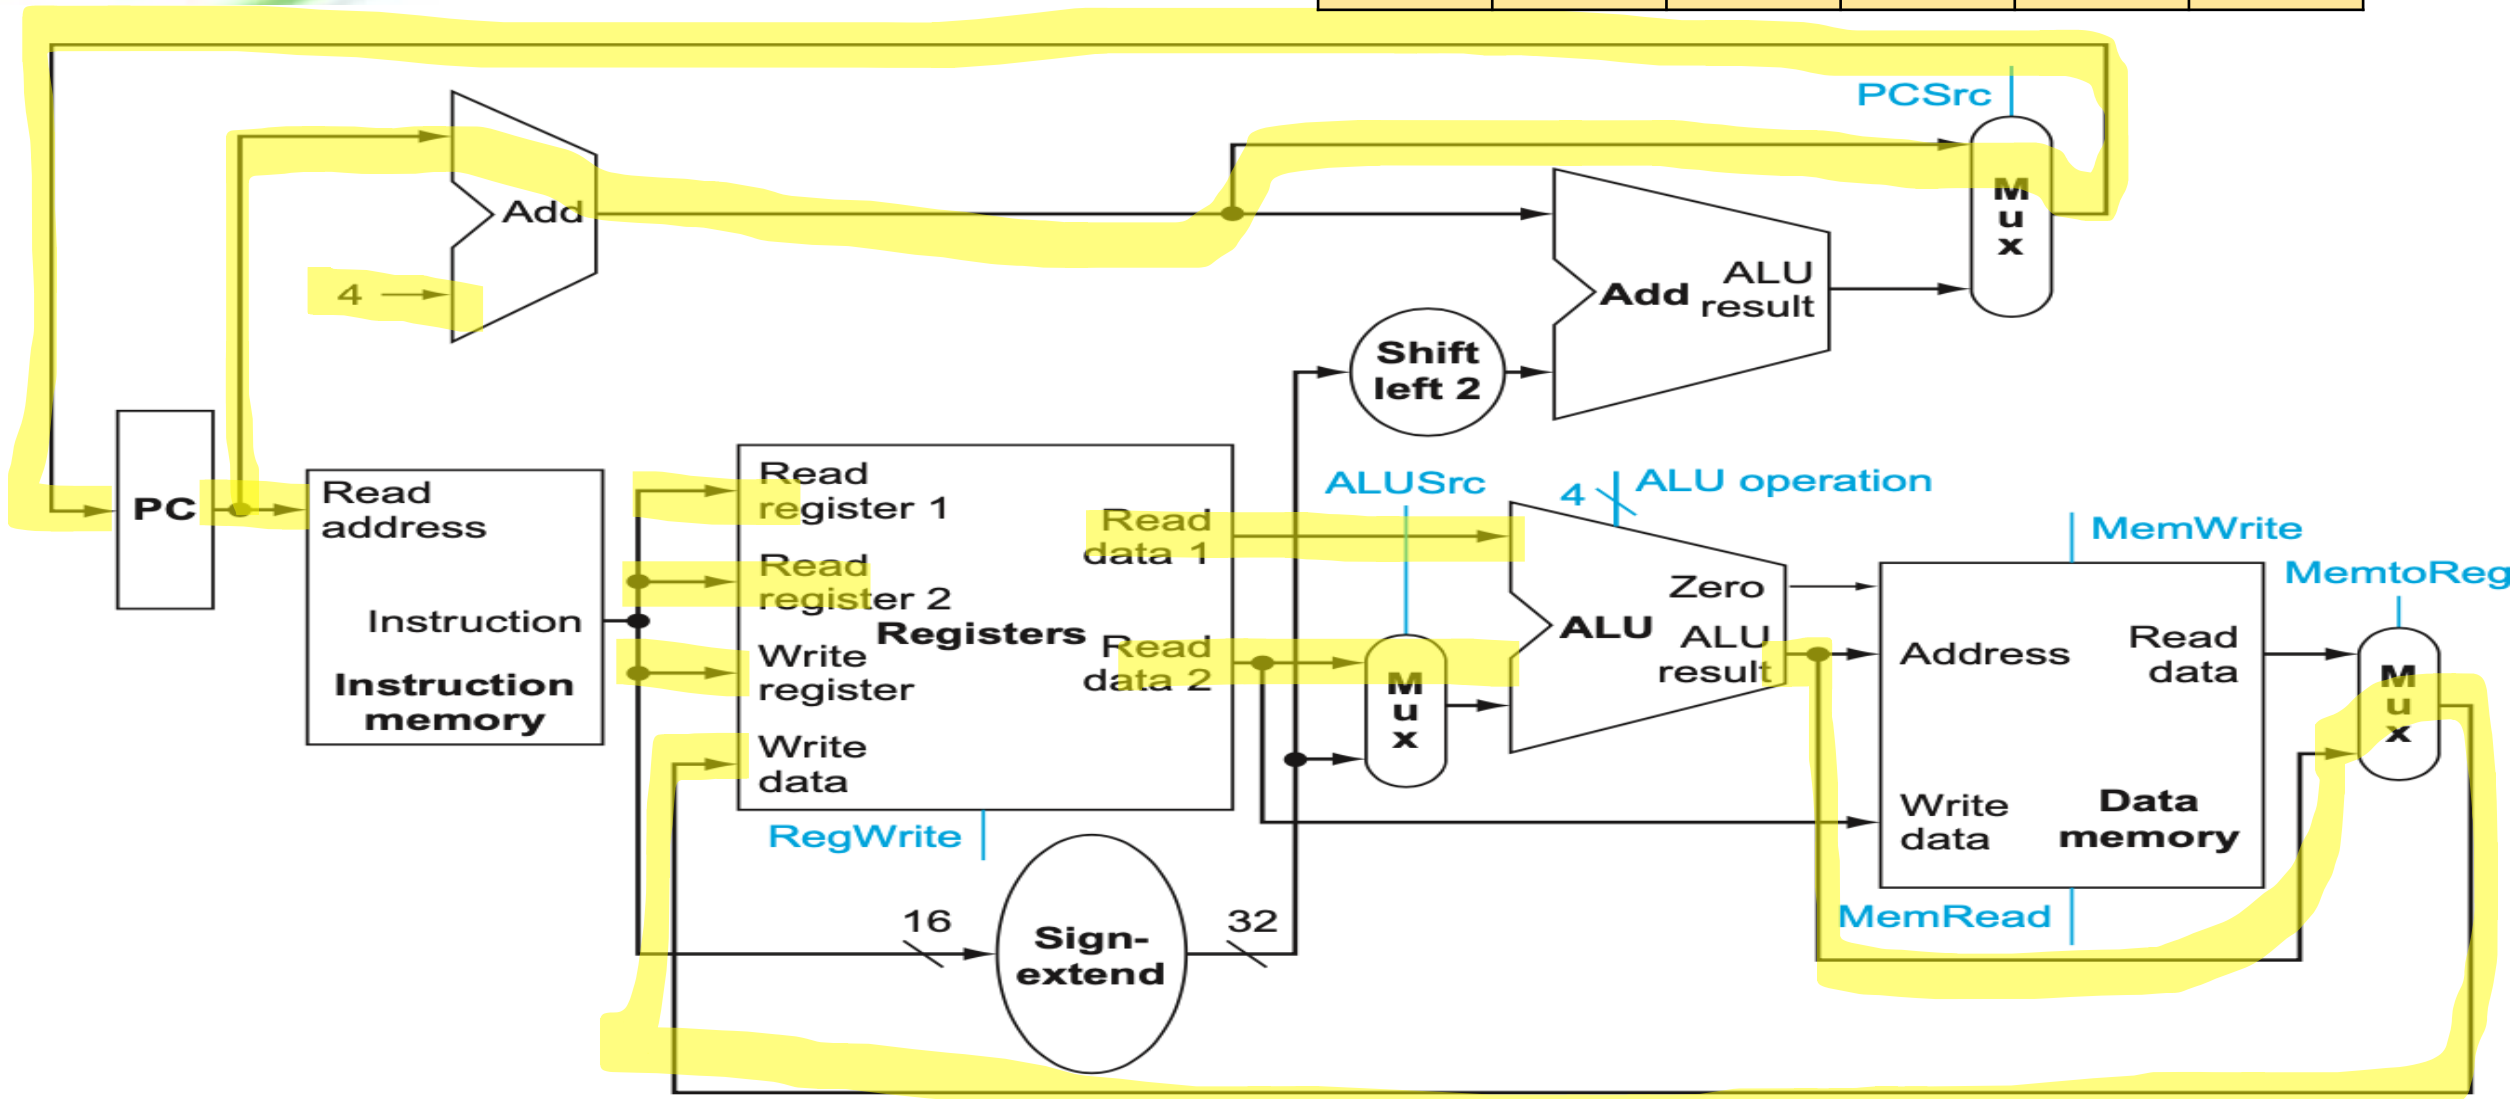 PCSrc
Add
4
M
u
x
Add
ALU
result
Shift
left 2
PC
Read
address
Instruction
Instruction
memory
Read
register 1
Read
register 2
Write
register
Write
data
Registers
Read
data 1
Read
data 2
RegWrite
16
Sign-
extend
32
ALUSrc
M
u
x
4
ALU operation
Zero
ALU
ALU
result
MemWrite
Address
Read
data
Write
data
Data
memory
MemRead
MemtoReg
M
u
x